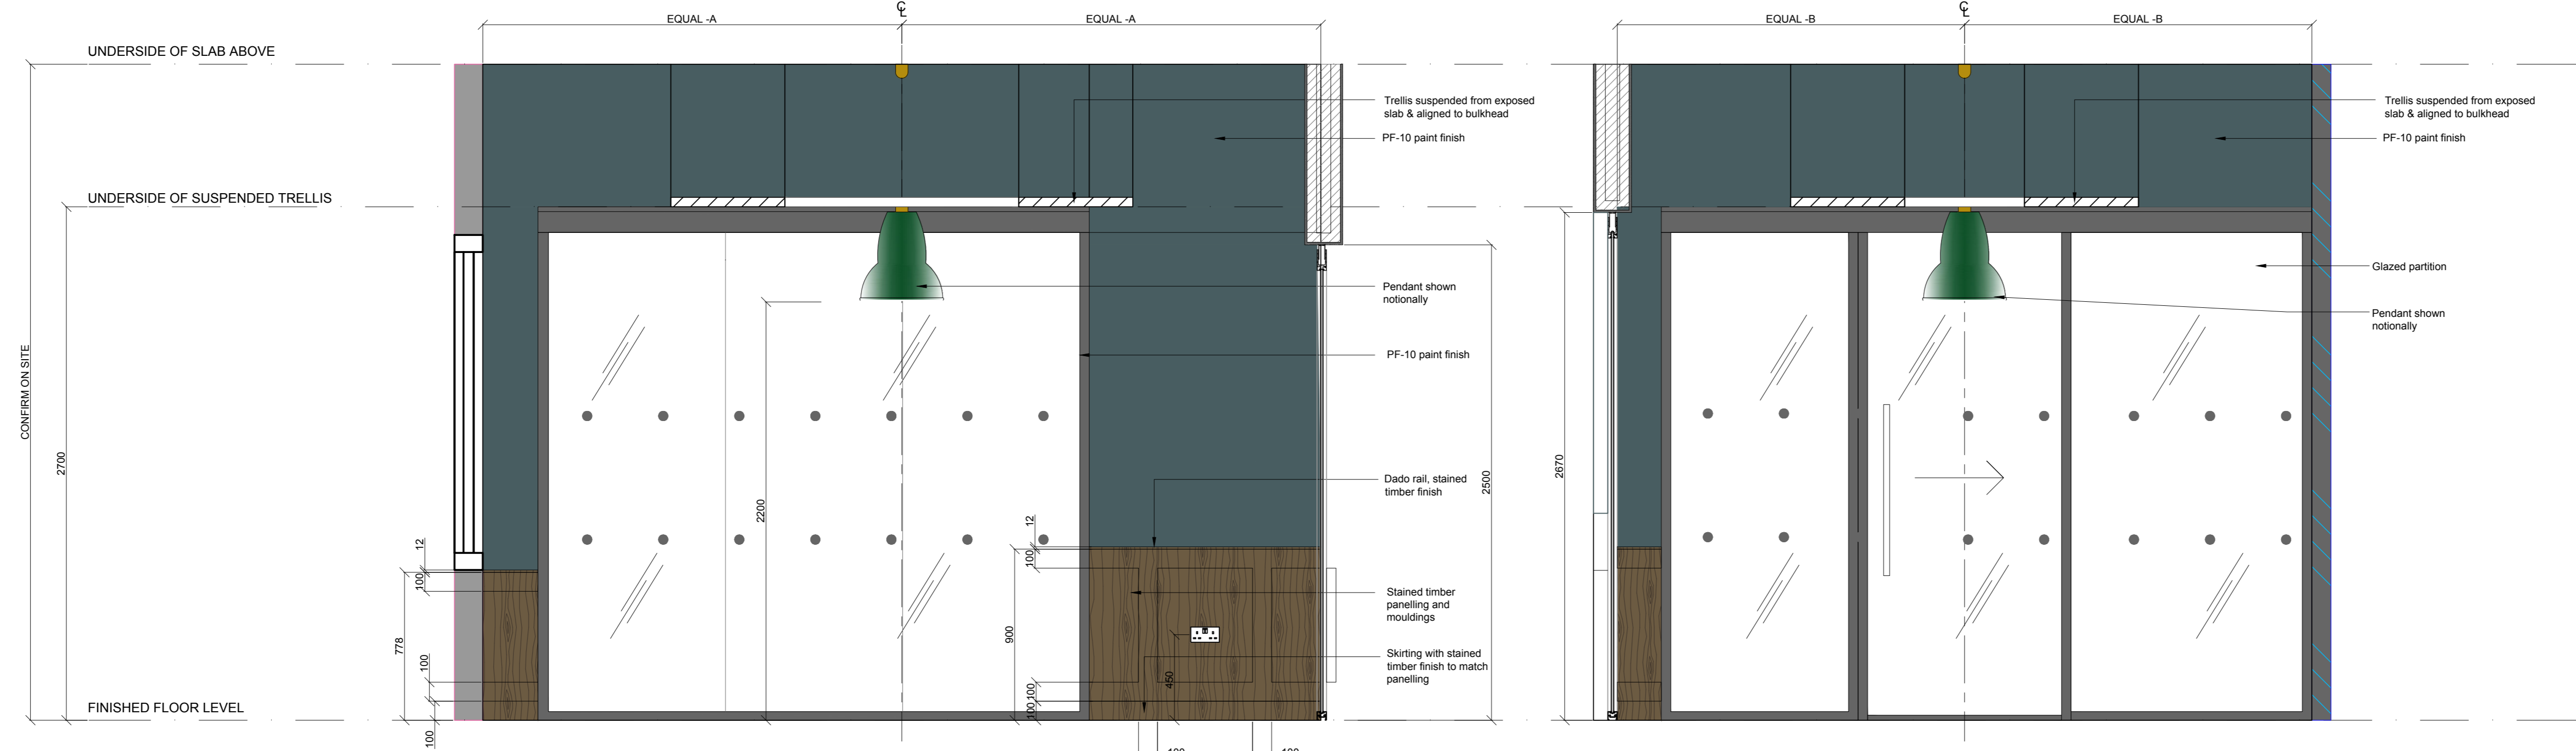 EQUAL -A
℄
EQUAL -A
EQUAL -B
℄
EQUAL -B
UNDERSIDE OF SLAB ABOVE
Trellis suspended from exposed
slab & aligned to bulkhead
PF-10 paint finish
Trellis suspended from exposed
slab & aligned to bulkhead
PF-10 paint finish
UNDERSIDE OF SUSPENDED TRELLIS
Pendant shown
notionally
Glazed partition
Pendant shown
notionally
PF-10 paint finish
CONFIRM ON SITE
2700
2200
2500
2670
Dado rail, stained
timber finish
12
100
778
100
100
12
100
900
100
100
450
Stained timber
panelling and
mouldings
Skirting with stained
timber finish to match
panelling
FINISHED FLOOR LEVEL
100
100